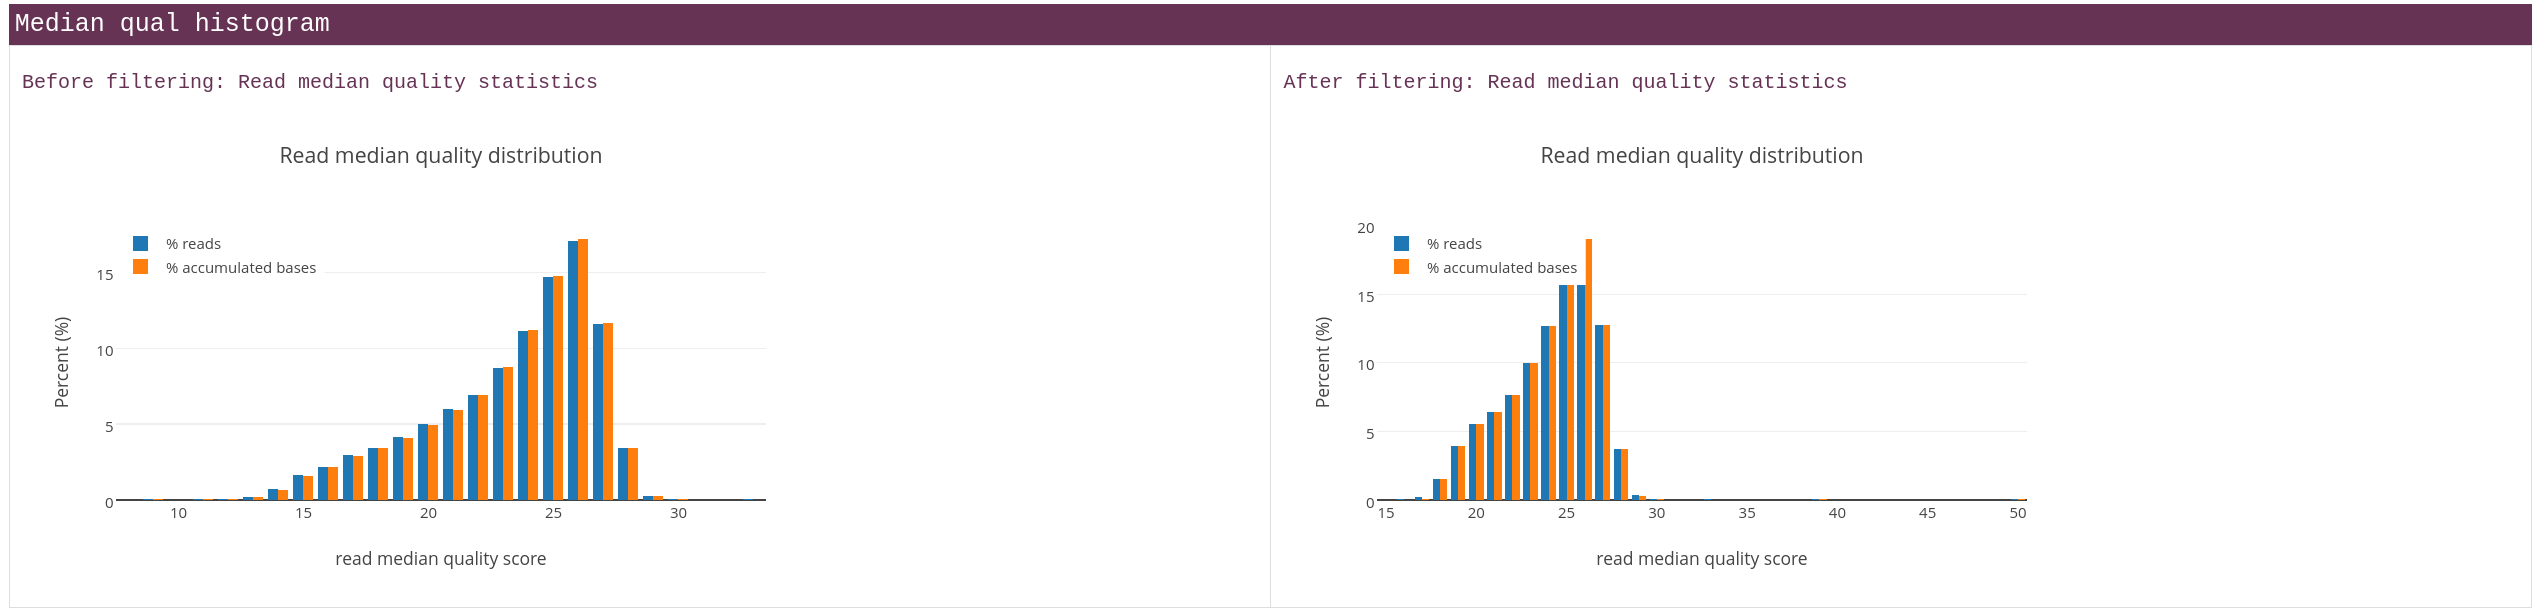 Median qual histogram
Before filtering: Read median quality statistics
Read median quality distribution
% reads
% accumulated bases
15
10
5
0
Percent (%)
10 15 20 25 30
read median quality score
After filtering: Read median quality statistics
Read median quality distribution
20
% reads
% accumulated bases
15
10
5
0
Percent (%)
15 20 25 30 35 40 45 50
read median quality score